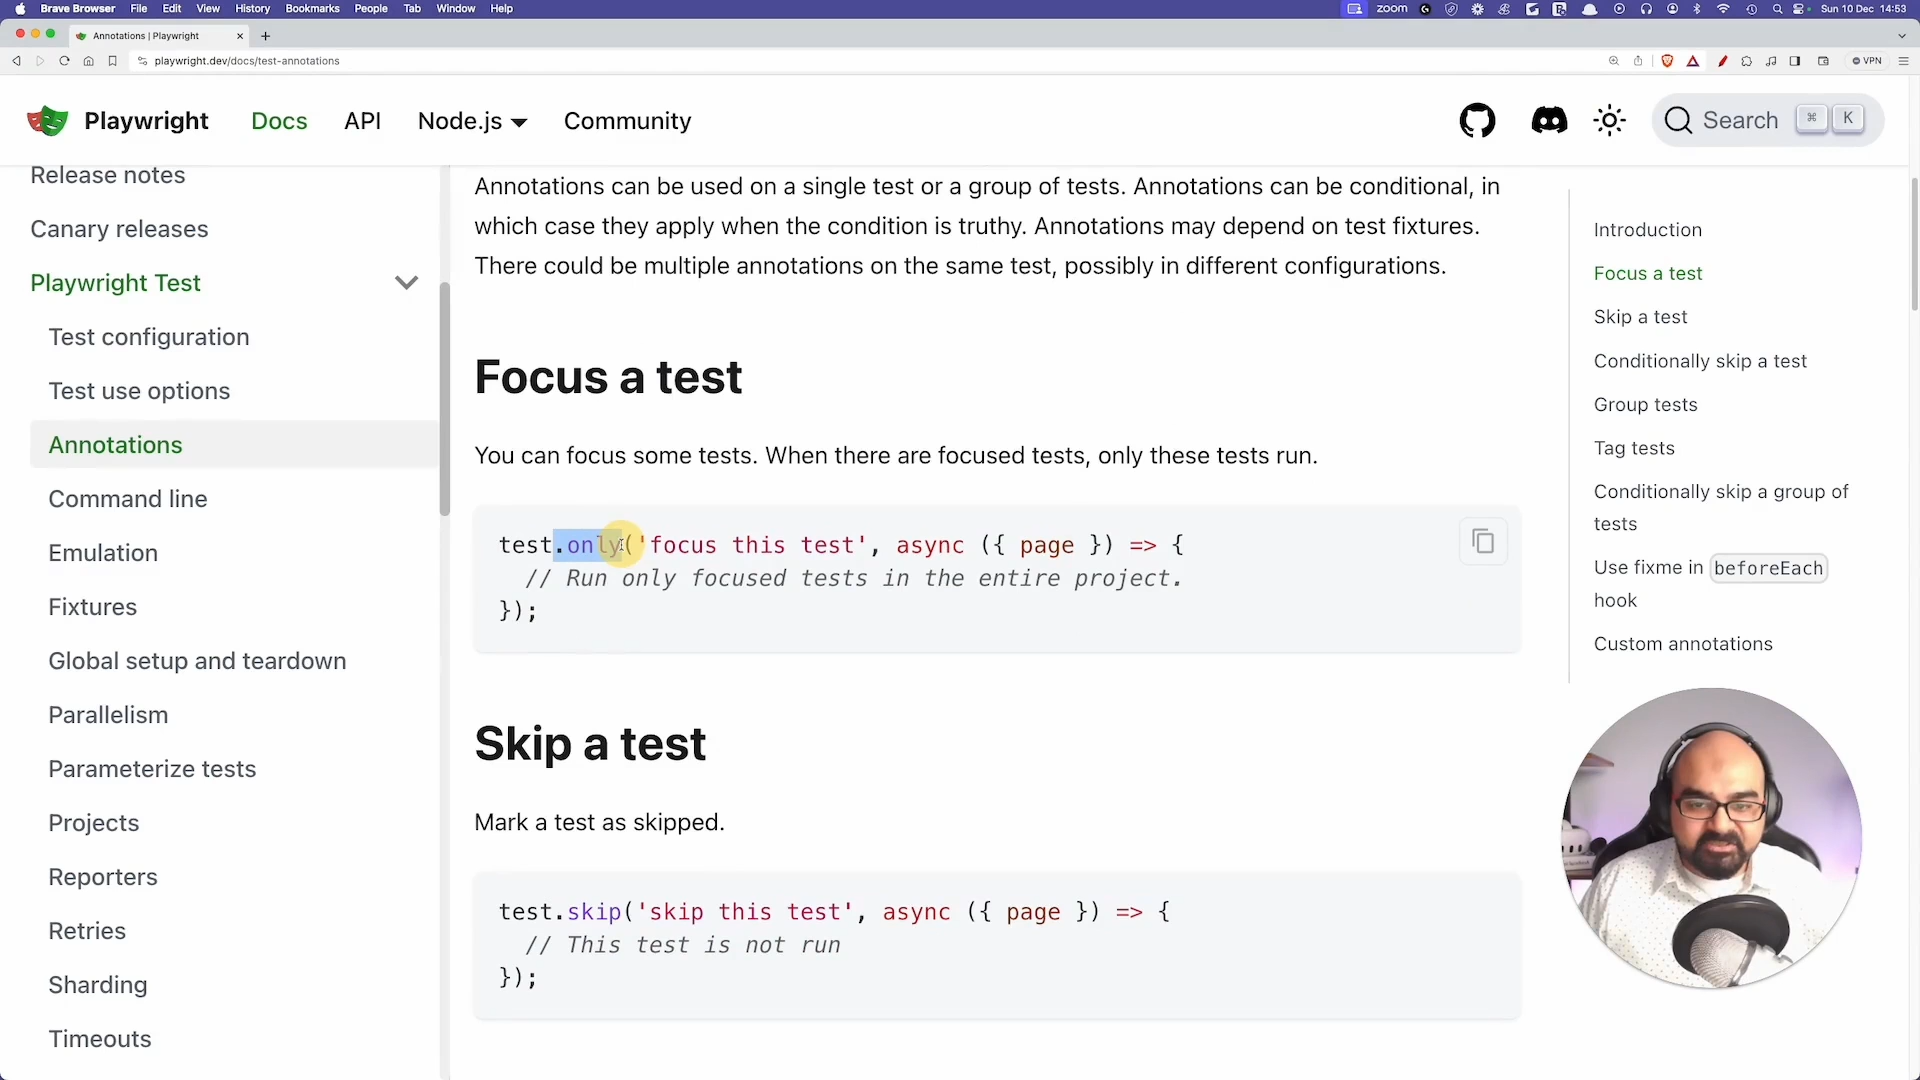 Brave Browser File Edit View History Bookmarks People Tab Window Help zoom Sun 10 Dec 14:53
Annotations | Playwright
playwright.dev/docs/test-annotations VPN
Playwright Docs API Node.js Community Search ⌘ K
Release notes
Canary releases
Playwright Test
Test configuration
Test use options
Annotations
Command line
Emulation
Fixtures
Global setup and teardown
Parallelism
Parameterize tests
Projects
Reporters
Retries
Sharding
Timeouts
Annotations can be used on a single test or a group of tests. Annotations can be conditional, in
which case they apply when the condition is truthy. Annotations may depend on test fixtures.
There could be multiple annotations on the same test, possibly in different configurations.
Focus a test
You can focus some tests. When there are focused tests, only these tests run.
test.only('focus this test', async ({ page }) => {
// Run only focused tests in the entire project.
});
Skip a test
Mark a test as skipped.
test.skip('skip this test', async ({ page }) => {
// This test is not run
});
Introduction
Focus a test
Skip a test
Conditionally skip a test
Group tests
Tag tests
Conditionally skip a group of
tests
Use fixme in beforeEach
hook
Custom annotations